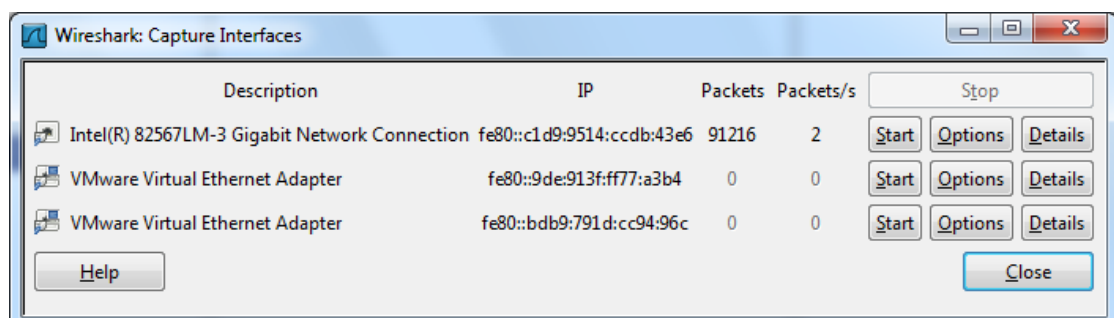 Wireshark: Capture Interfaces
Description IP Packets Packets/s Stop
Intel(R) 82567LM-3 Gigabit Network Connection fe80::c1d9:9514:ccdb:43e6 91216 2 Start Options Details
VMware Virtual Ethernet Adapter fe80::9de:913f:ff77:a3b4 0 0 Start Options Details
VMware Virtual Ethernet Adapter fe80::bdb9:791d:cc94:96c 0 0 Start Options Details
Help Close